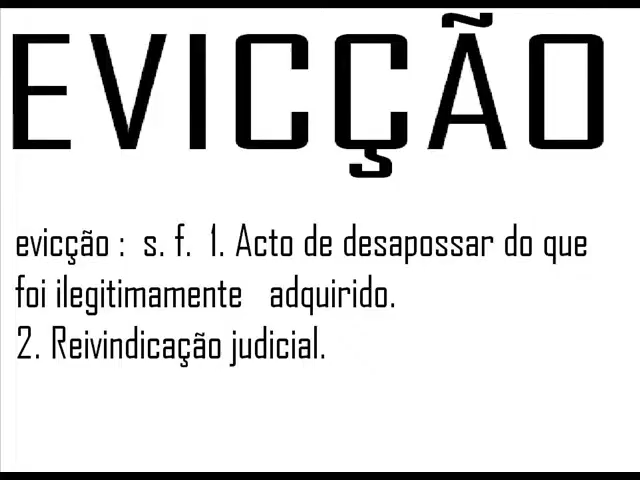 EVICÇÃO
evicção : s. f. 1. Acto de desapossar do que
foi ilegitimamente adquirido.
2. Reivindicação judicial.